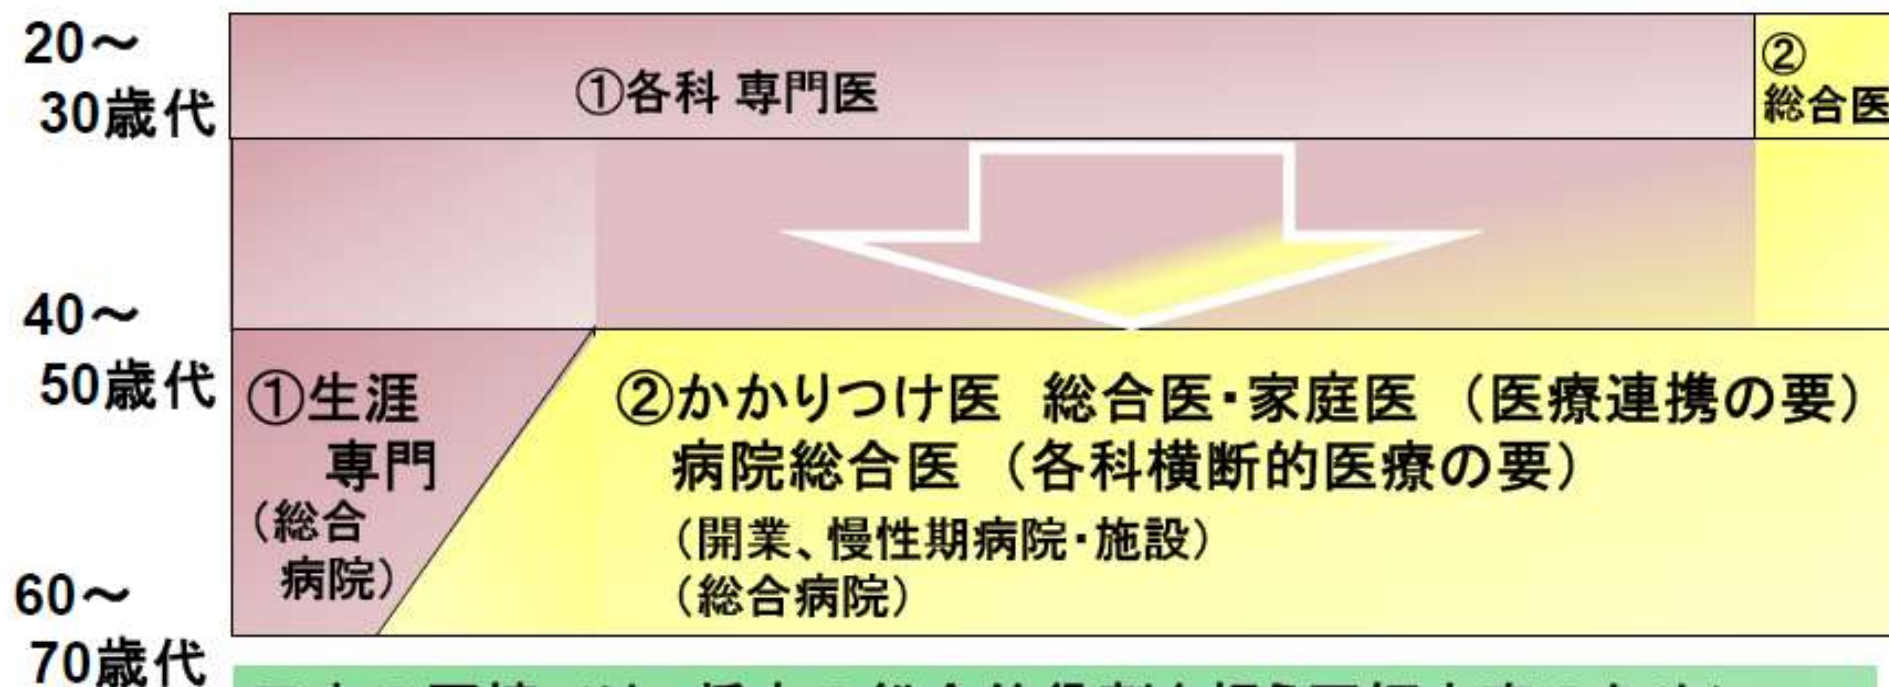 20～
30歳代
①各科 専門医
②
総合医
40～
50歳代
①生涯
専門
（総合
病院）
②かかりつけ医 総合医・家庭医 （医療連携の要）
病院総合医 （各科横断的医療の要）
（開業、慢性期病院・施設）
（総合病院）
60～
70歳代